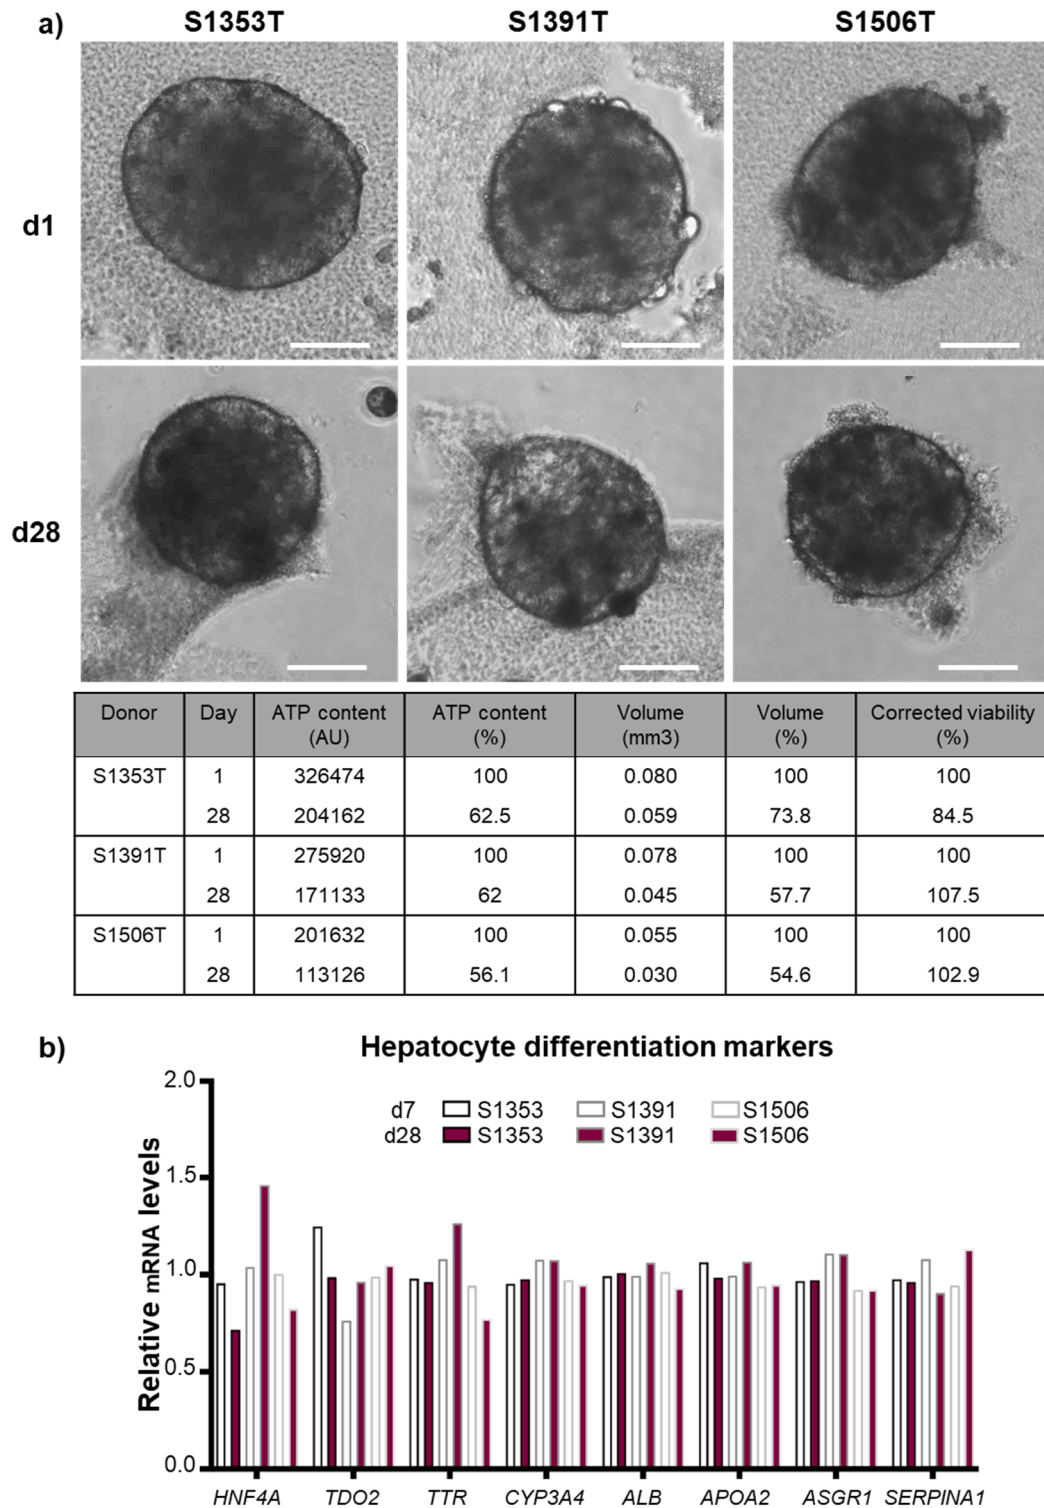 a)
S1353T S1391T S1506T
d1
d28
Donor Day ATP content (AU) ATP content (%) Volume (mm3) Volume (%) Corrected viability (%)
S1353T 1 326474 100 0.080 100 100
28 204162 62.5 0.059 73.8 84.5
S1391T 1 275920 100 0.078 100 100
28 171133 62 0.045 57.7 107.5
S1506T 1 201632 100 0.055 100 100
28 113126 56.1 0.030 54.6 102.9
b)
Hepatocyte differentiation markers
Relative mRNA levels
2.0
1.5
1.0
0.5
0.0
d7 S1353 S1391 S1506
d28 S1353 S1391 S1506
HNF4A TDO2 TTR CYP3A4 ALB APOA2 ASGR1 SERPINA1